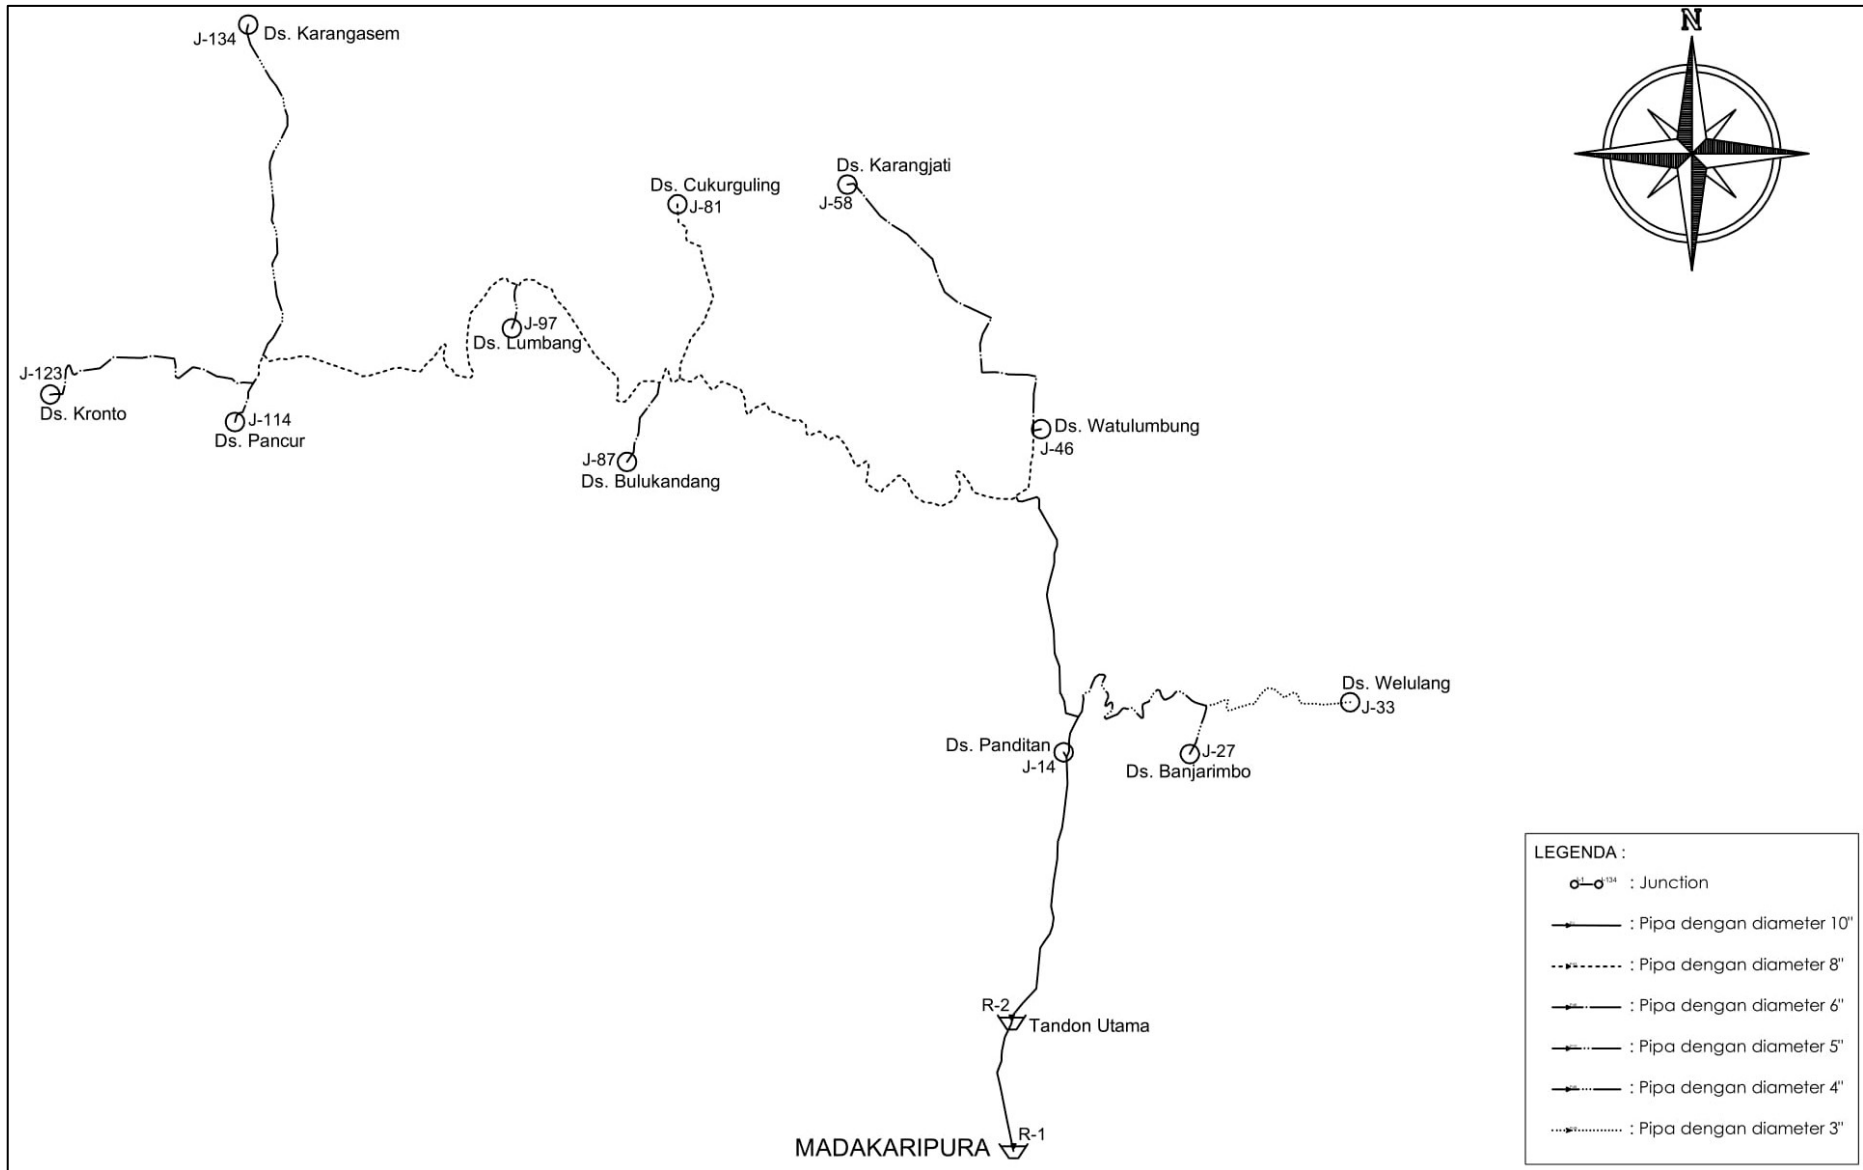 N
J-134
Ds. Karangasem
Ds. Karangjati
J-58
Ds. Cukurguling
J-81
J-97
Ds. Lumbang
J-123
Ds. Kronto
J-114
Ds. Pancur
J-87
Ds. Bulukandang
Ds. Watulumbung
J-46
Ds. Welulang
J-33
Ds. Panditan
J-14
J-27
Ds. Banjarimbo
R-2
Tandon Utama
MADAKARIPURA
R-1
LEGENDA :
J-1 J-134 : Junction
: Pipa dengan diameter 10"
: Pipa dengan diameter 8"
: Pipa dengan diameter 6"
: Pipa dengan diameter 5"
: Pipa dengan diameter 4"
: Pipa dengan diameter 3"